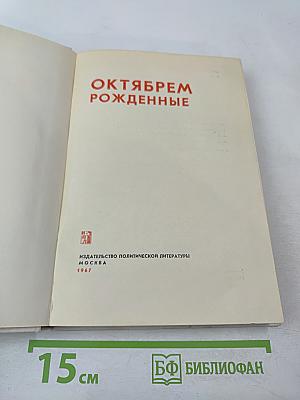 ОКТЯБРЕМ
РОЖДЕННЫЕ
ИЗДАТЕЛЬСТВО ПОЛИТИЧЕСКОЙ ЛИТЕРАТУРЫ
МОСКВА
1967
15 см
БФ БИБЛИОФАН